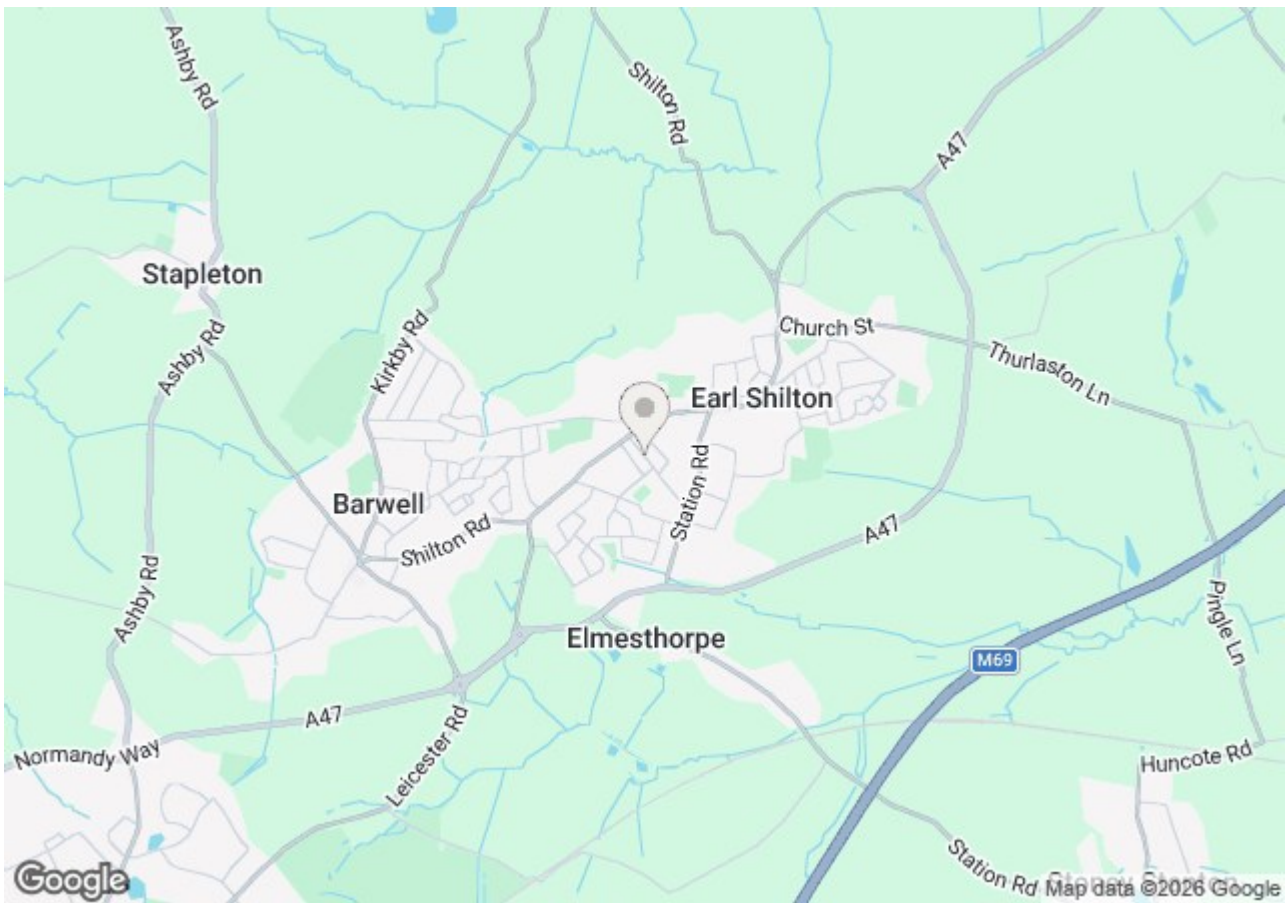 Ashby Rd
Shilton Rd
A47
Stapleton
Kirkby Rd
Church St
Ashby Rd
Thurlaston Ln
Earl Shilton
Station Rd
Barwell
Shilton Rd
A47
Ashby Rd
Pingle Ln
Elmesthorpe
M69
A47
Normandy Way
Leicester Rd
Huncote Rd
Station Rd
Stoney Stanton
Google
Map data ©2026 Google